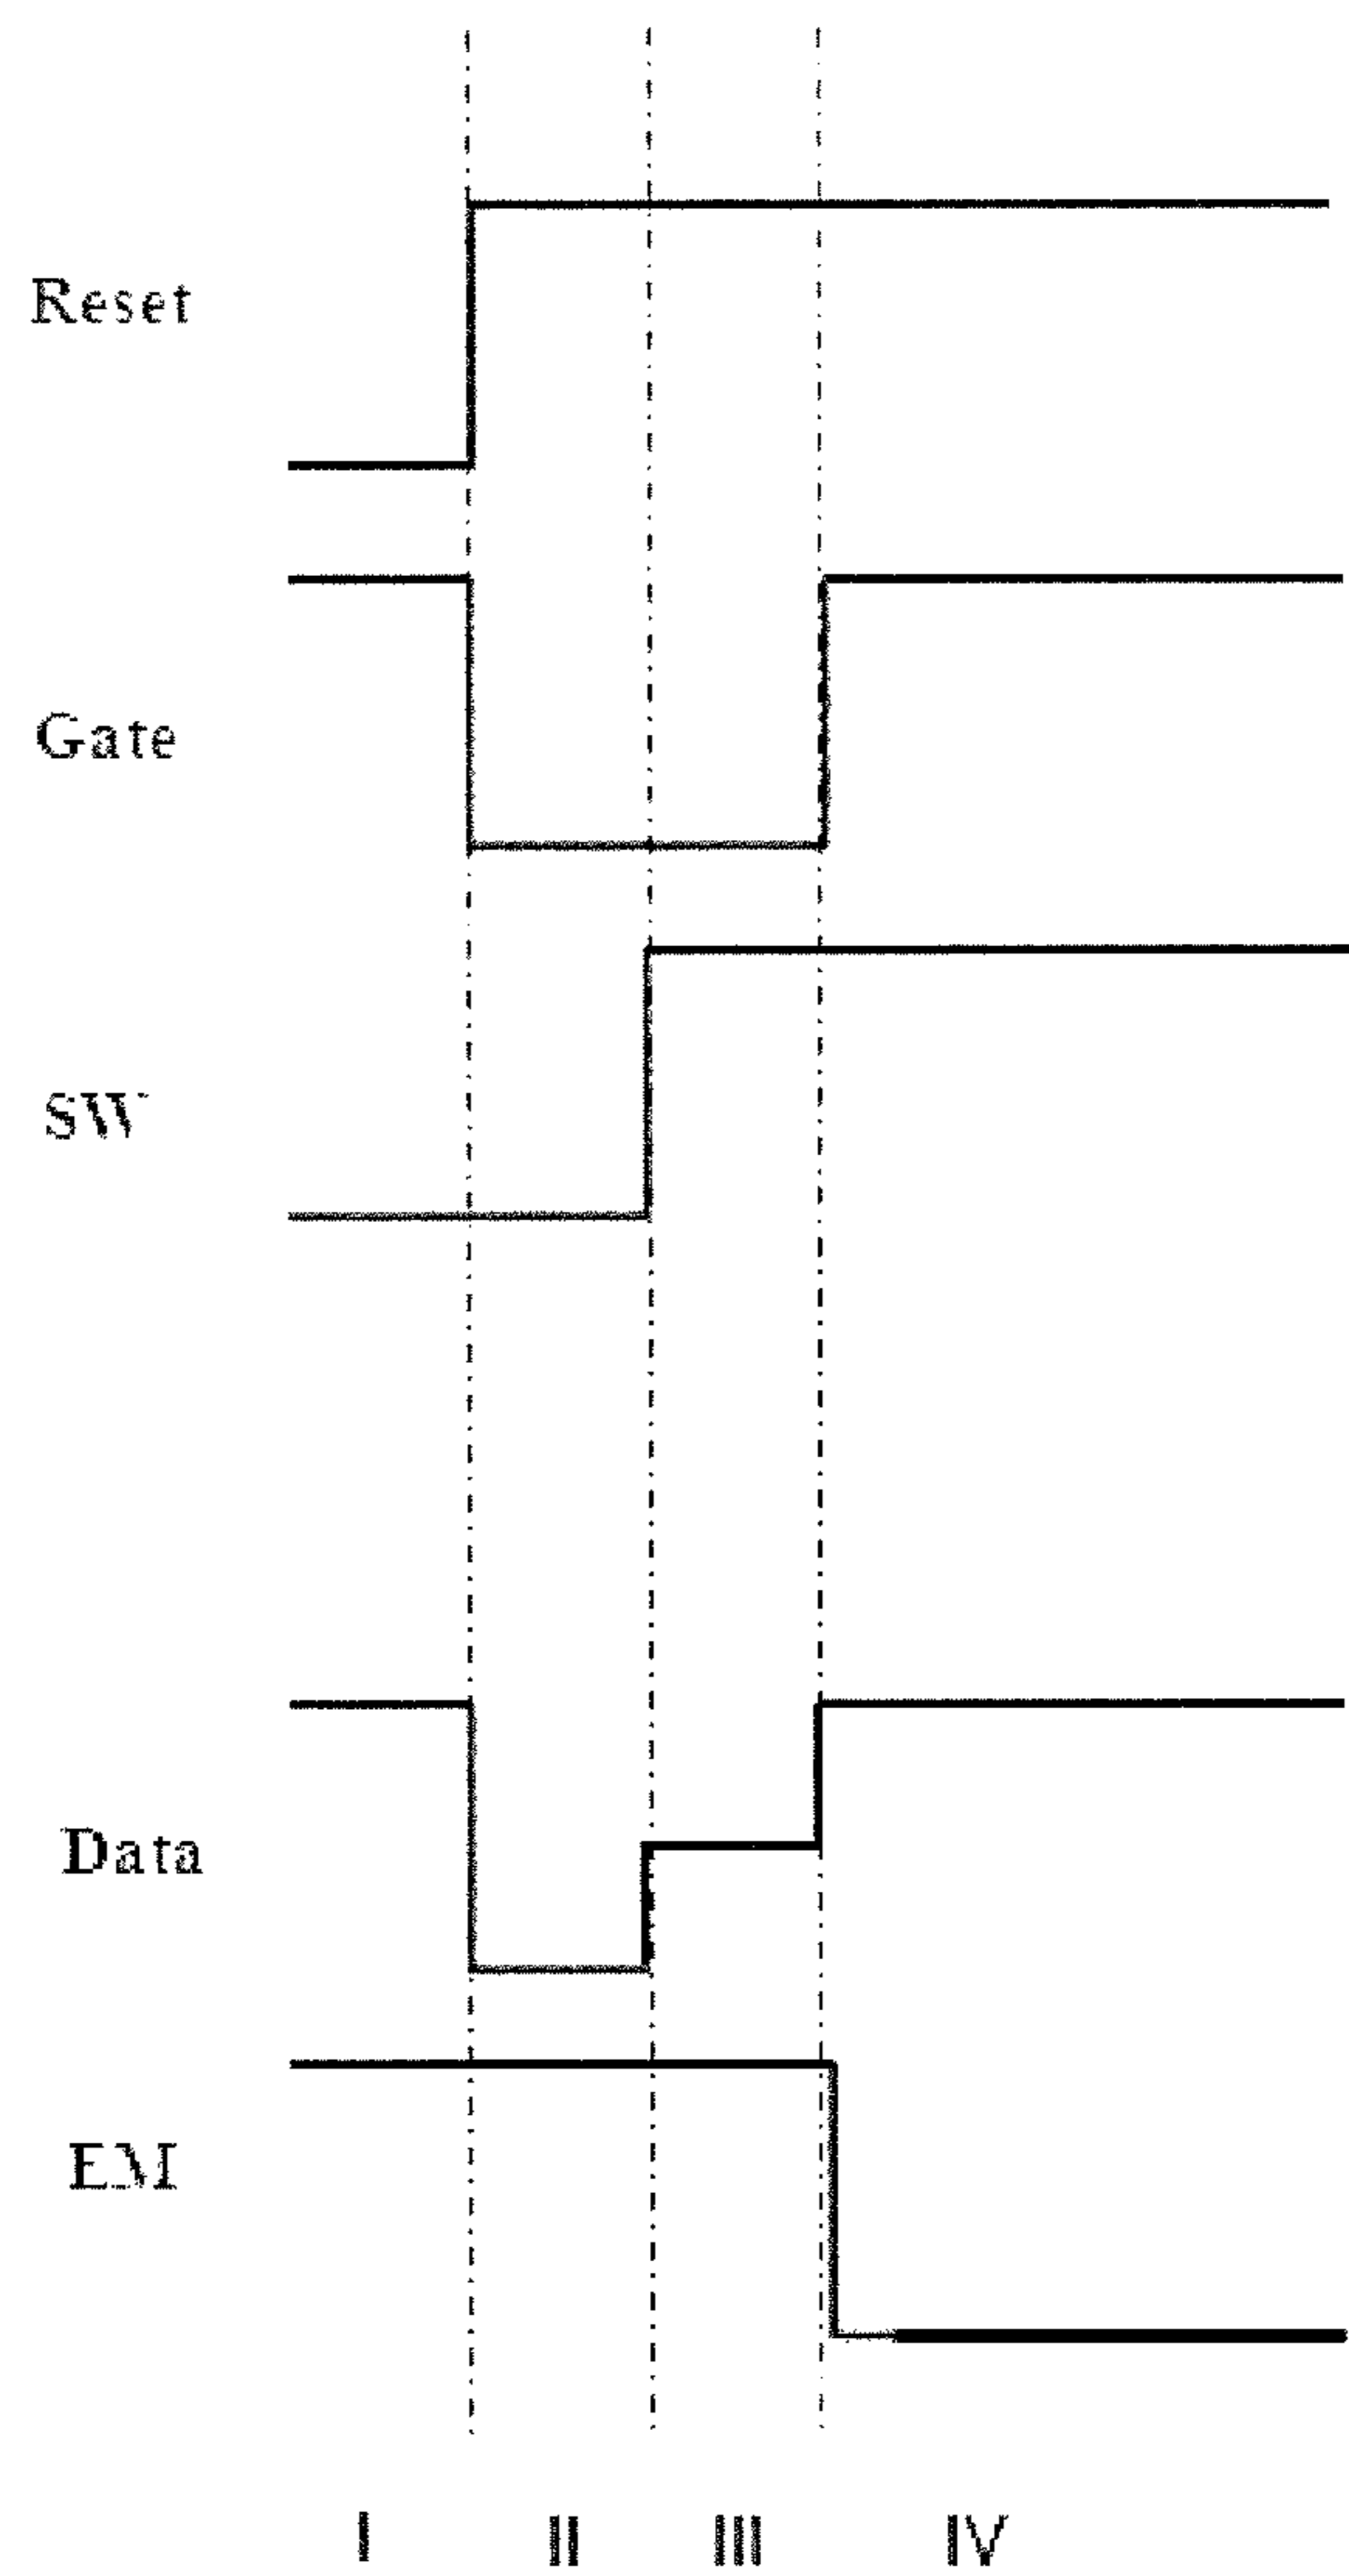 Reset
Gate
SW
Data
EM
I II III IV